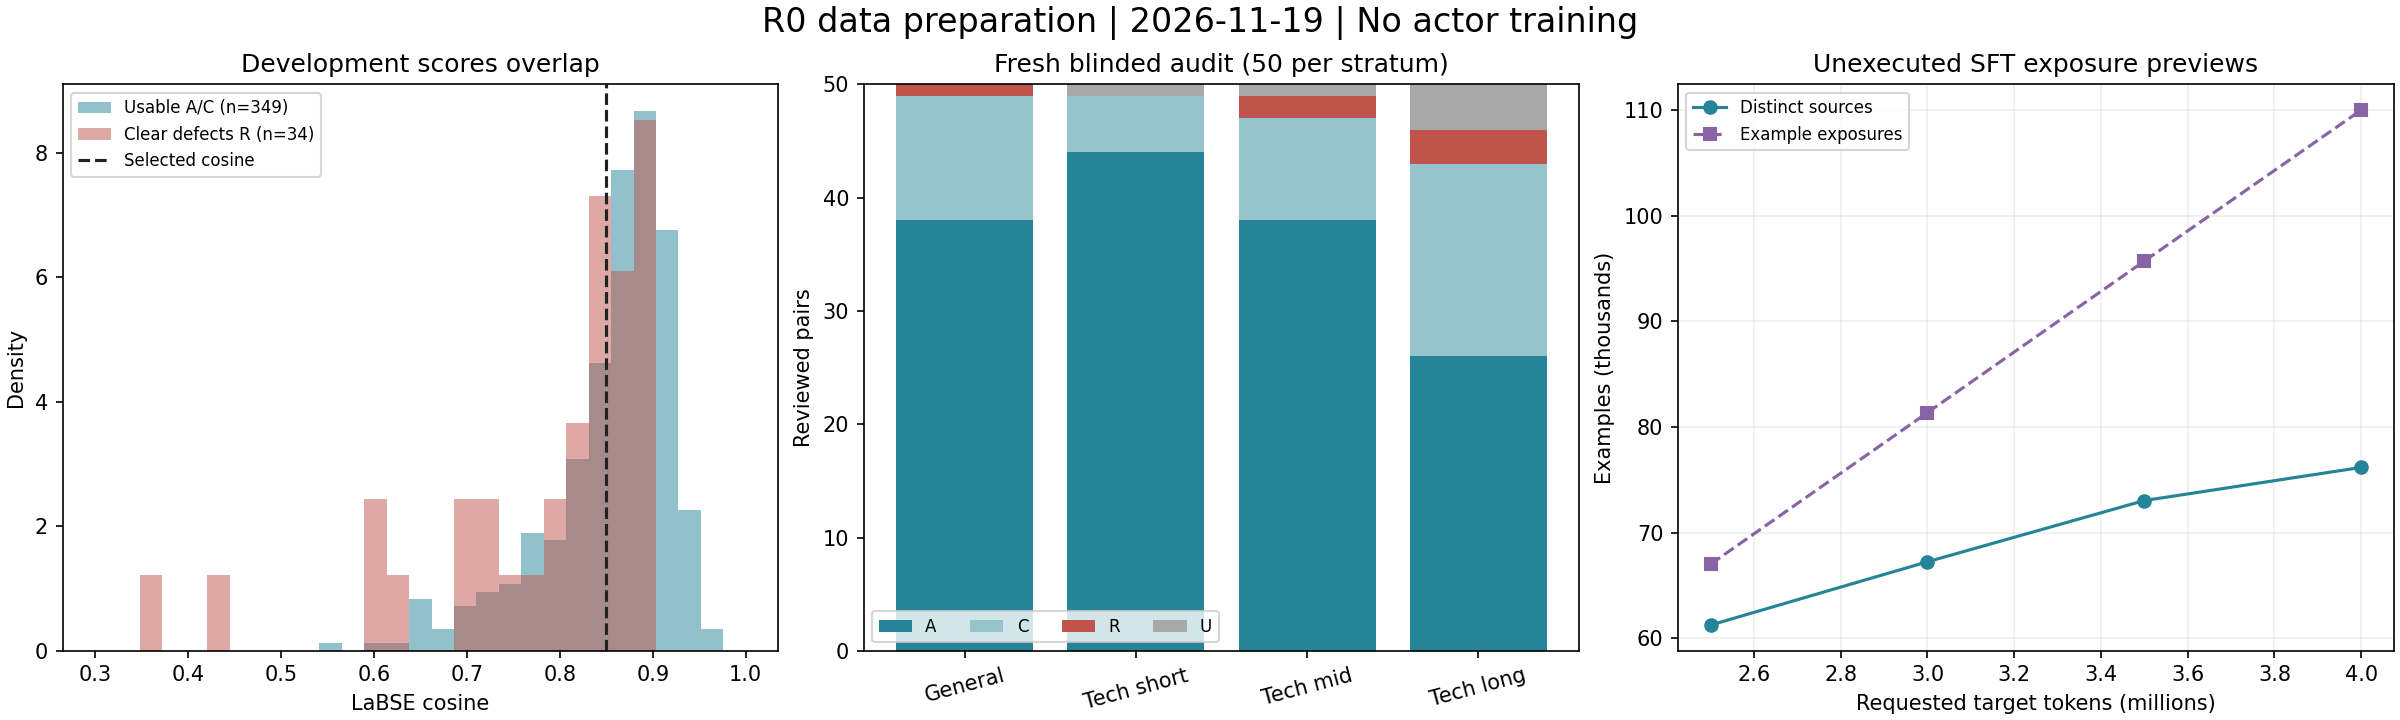 R0 data preparation | 2026-11-19 | No actor training
Development scores overlap
Usable A/C (n=349)
Clear defects R (n=34)
Selected cosine
Density
0
2
4
6
8
0.3 0.4 0.5 0.6 0.7 0.8 0.9 1.0
LaBSE cosine
Fresh blinded audit (50 per stratum)
Reviewed pairs
50
40
30
20
10
0
A C R U
General Tech short Tech mid Tech long
Unexecuted SFT exposure previews
Distinct sources
Example exposures
Examples (thousands)
110
100
90
80
70
60
2.6 2.8 3.0 3.2 3.4 3.6 3.8 4.0
Requested target tokens (millions)